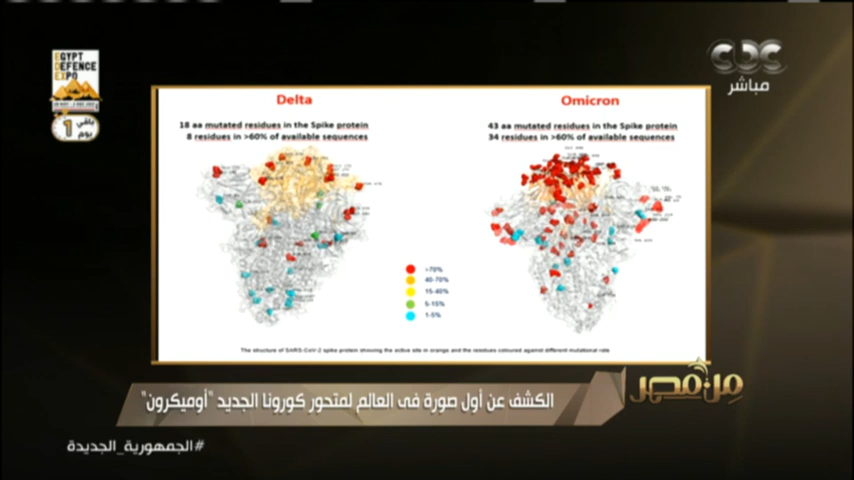 EGYPT
DEFENCE
EXPO
باقي
1
يوم
cbc
مباشر
Delta
18 aa mutated residues in the Spike protein
8 residues in >60% of available sequences
Omicron
43 aa mutated residues in the Spike protein
34 residues in >60% of available sequences
>70%
40-70%
15-40%
5-15%
1-5%
The structure of SARS-CoV-2 spike protein showing the active site in orange and the residues coloured against different mutational rate
الكشف عن أول صورة فى العالم لمتحور كورونا الجديد "أوميكرون"
من مصر
#الجمهورية_الجديدة